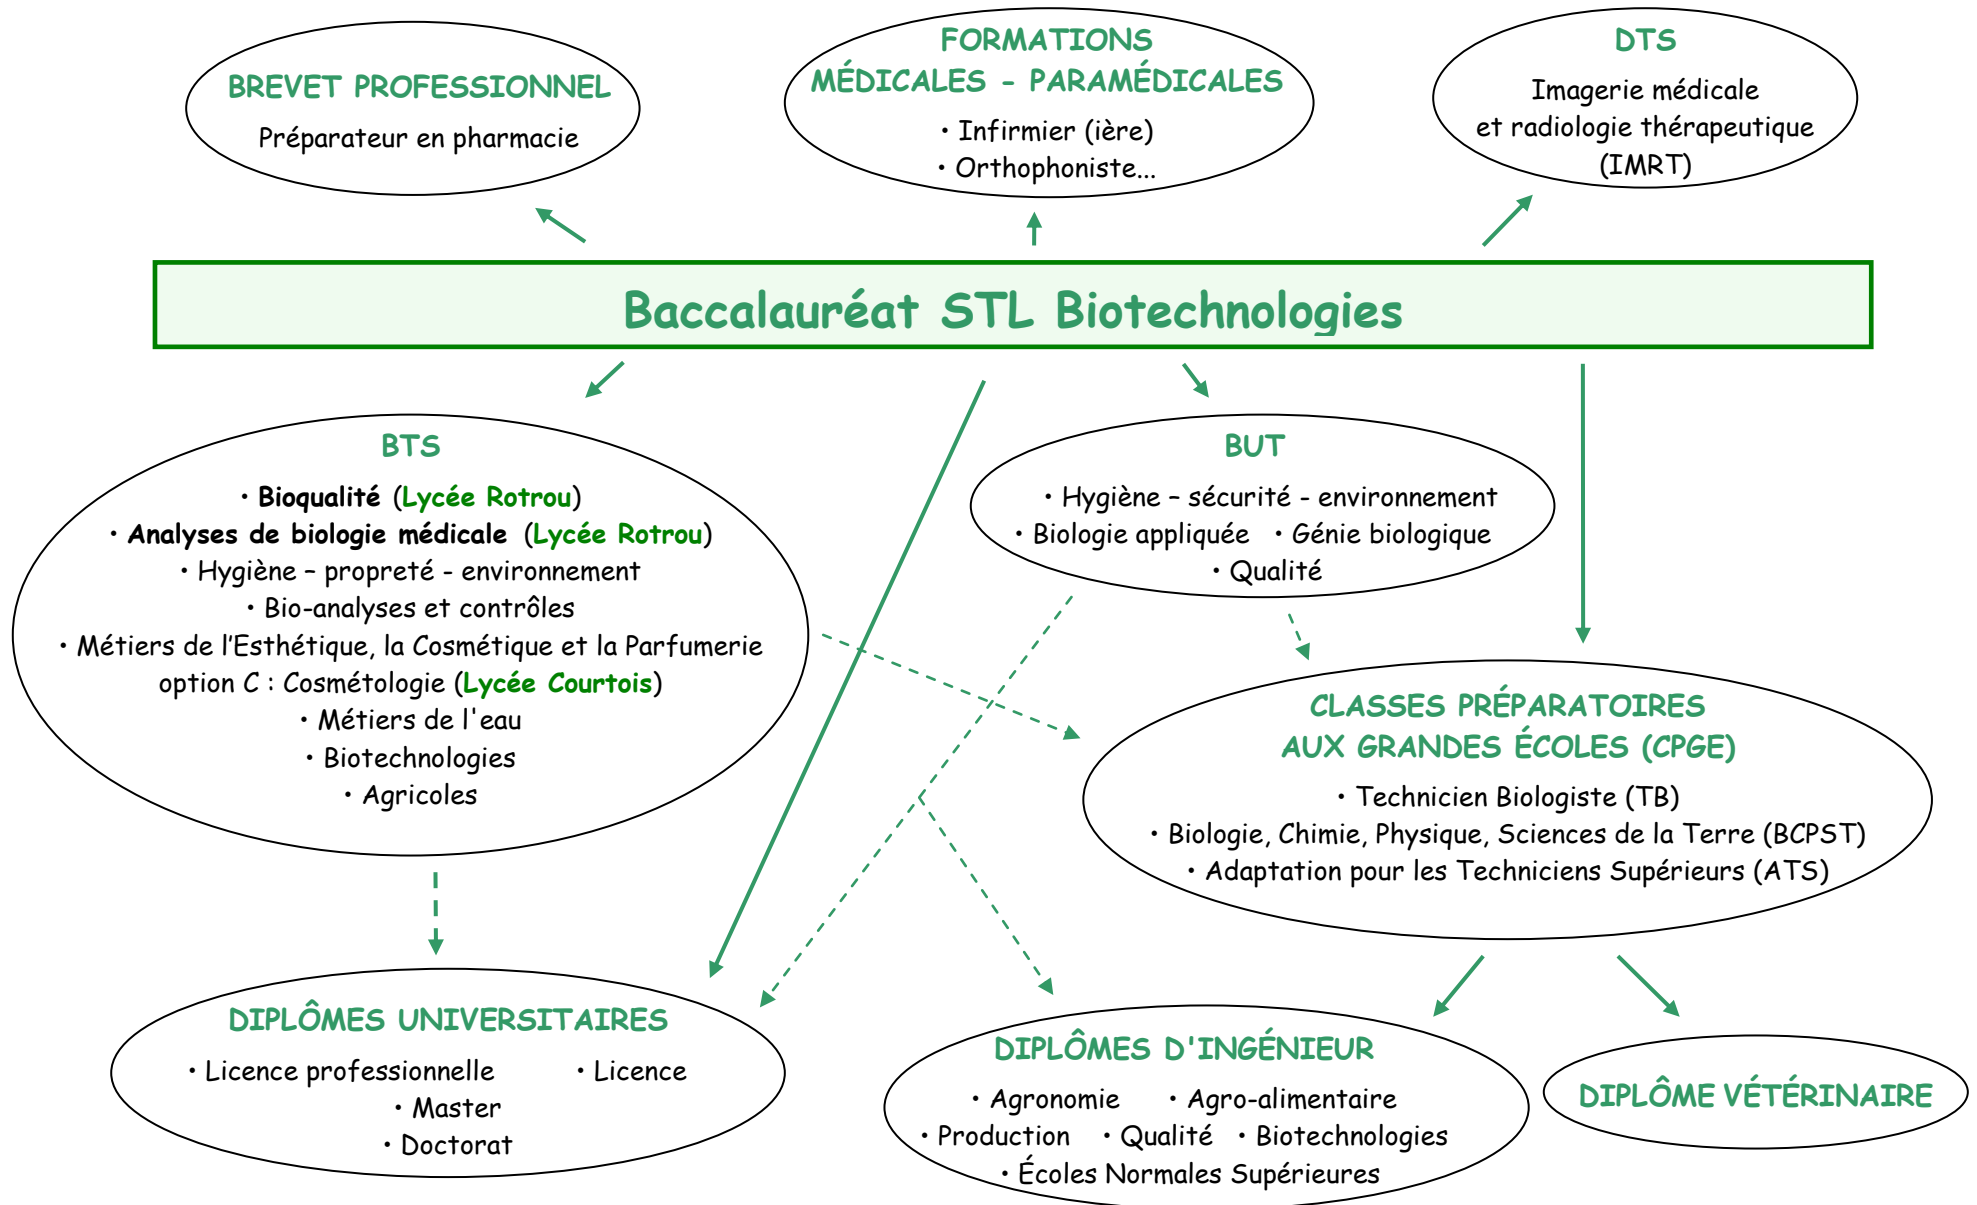 BREVET PROFESSIONNEL
Préparateur en pharmacie
FORMATIONS
MÉDICALES - PARAMÉDICALES
• Infirmier (ière)
• Orthophoniste...
DTS
Imagerie médicale
et radiologie thérapeutique
(IMRT)
Baccalauréat STL Biotechnologies
BTS
• Bioqualité (Lycée Rotrou)
• Analyses de biologie médicale (Lycée Rotrou)
• Hygiène – propreté - environnement
• Bio-analyses et contrôles
• Métiers de l’Esthétique, la Cosmétique et la Parfumerie
option C : Cosmétologie (Lycée Courtois)
• Métiers de l'eau
• Biotechnologies
• Agricoles
BUT
• Hygiène – sécurité - environnement
• Biologie appliquée • Génie biologique
• Qualité
CLASSES PRÉPARATOIRES
AUX GRANDES ÉCOLES (CPGE)
• Technicien Biologiste (TB)
• Biologie, Chimie, Physique, Sciences de la Terre (BCPST)
• Adaptation pour les Techniciens Supérieurs (ATS)
DIPLÔMES UNIVERSITAIRES
• Licence professionnelle • Licence
• Master
• Doctorat
DIPLÔMES D'INGÉNIEUR
• Agronomie • Agro-alimentaire
• Production • Qualité • Biotechnologies
• Écoles Normales Supérieures
DIPLÔME VÉTÉRINAIRE